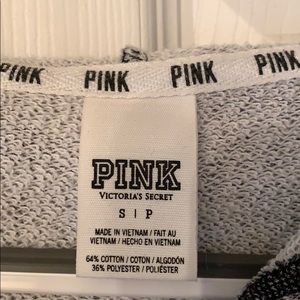 PINK PINK PINK PINK
PINK
VICTORIA'S SECRET
S | P
MADE IN VIETNAM / FAIT AU
VIETNAM / HECHO EN VIETNAM
64% COTTON / COTON / ALGODÓN
36% POLYESTER / POLIÉSTER